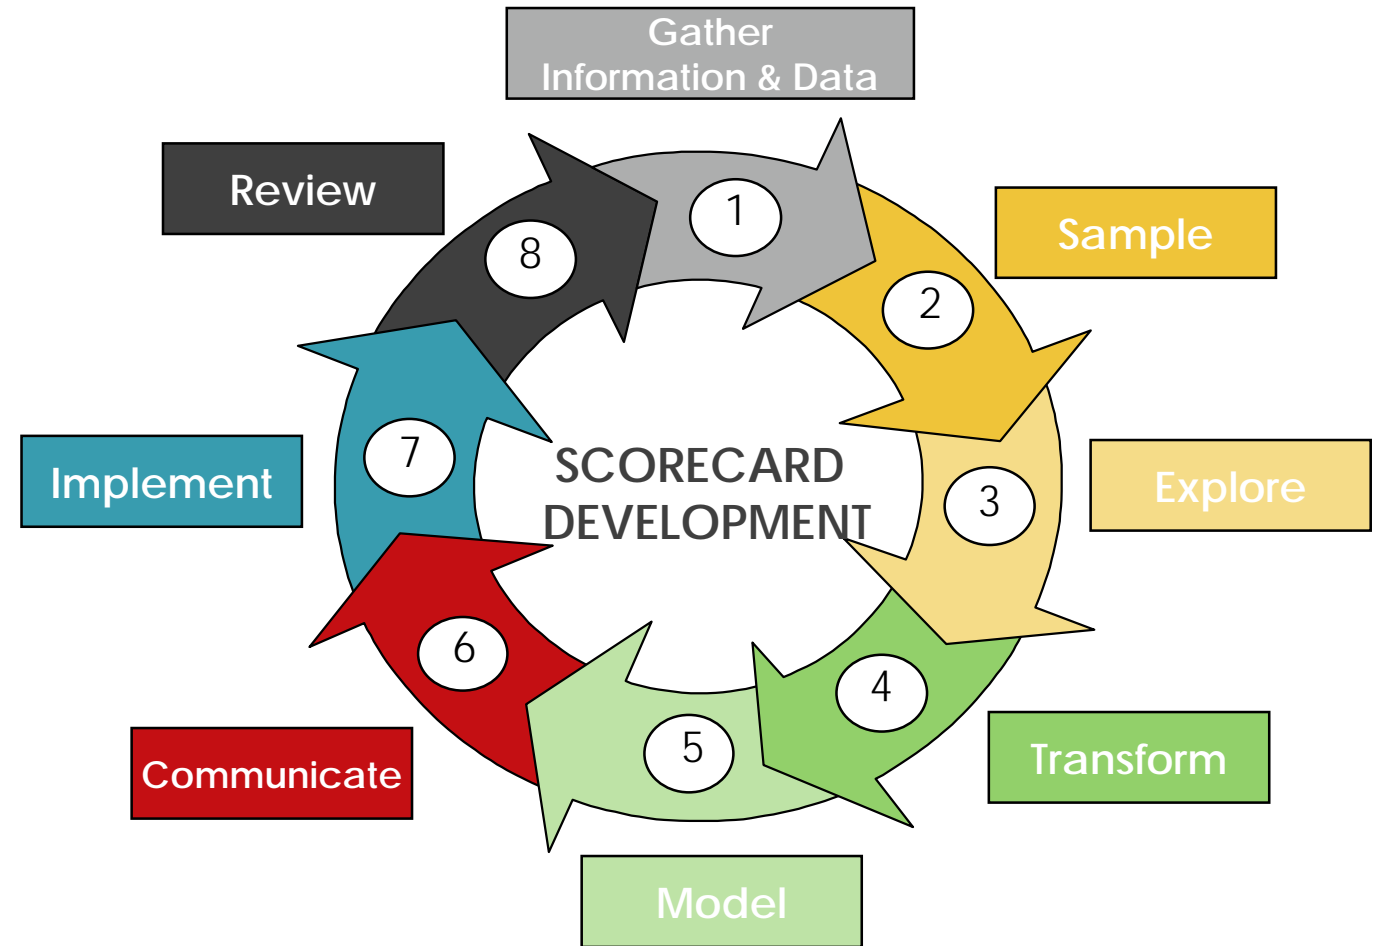 Gather
Information & Data
1
Sample
2
Explore
3
Transform
4
Model
5
Communicate
6
Implement
7
Review
8
SCORECARD
DEVELOPMENT